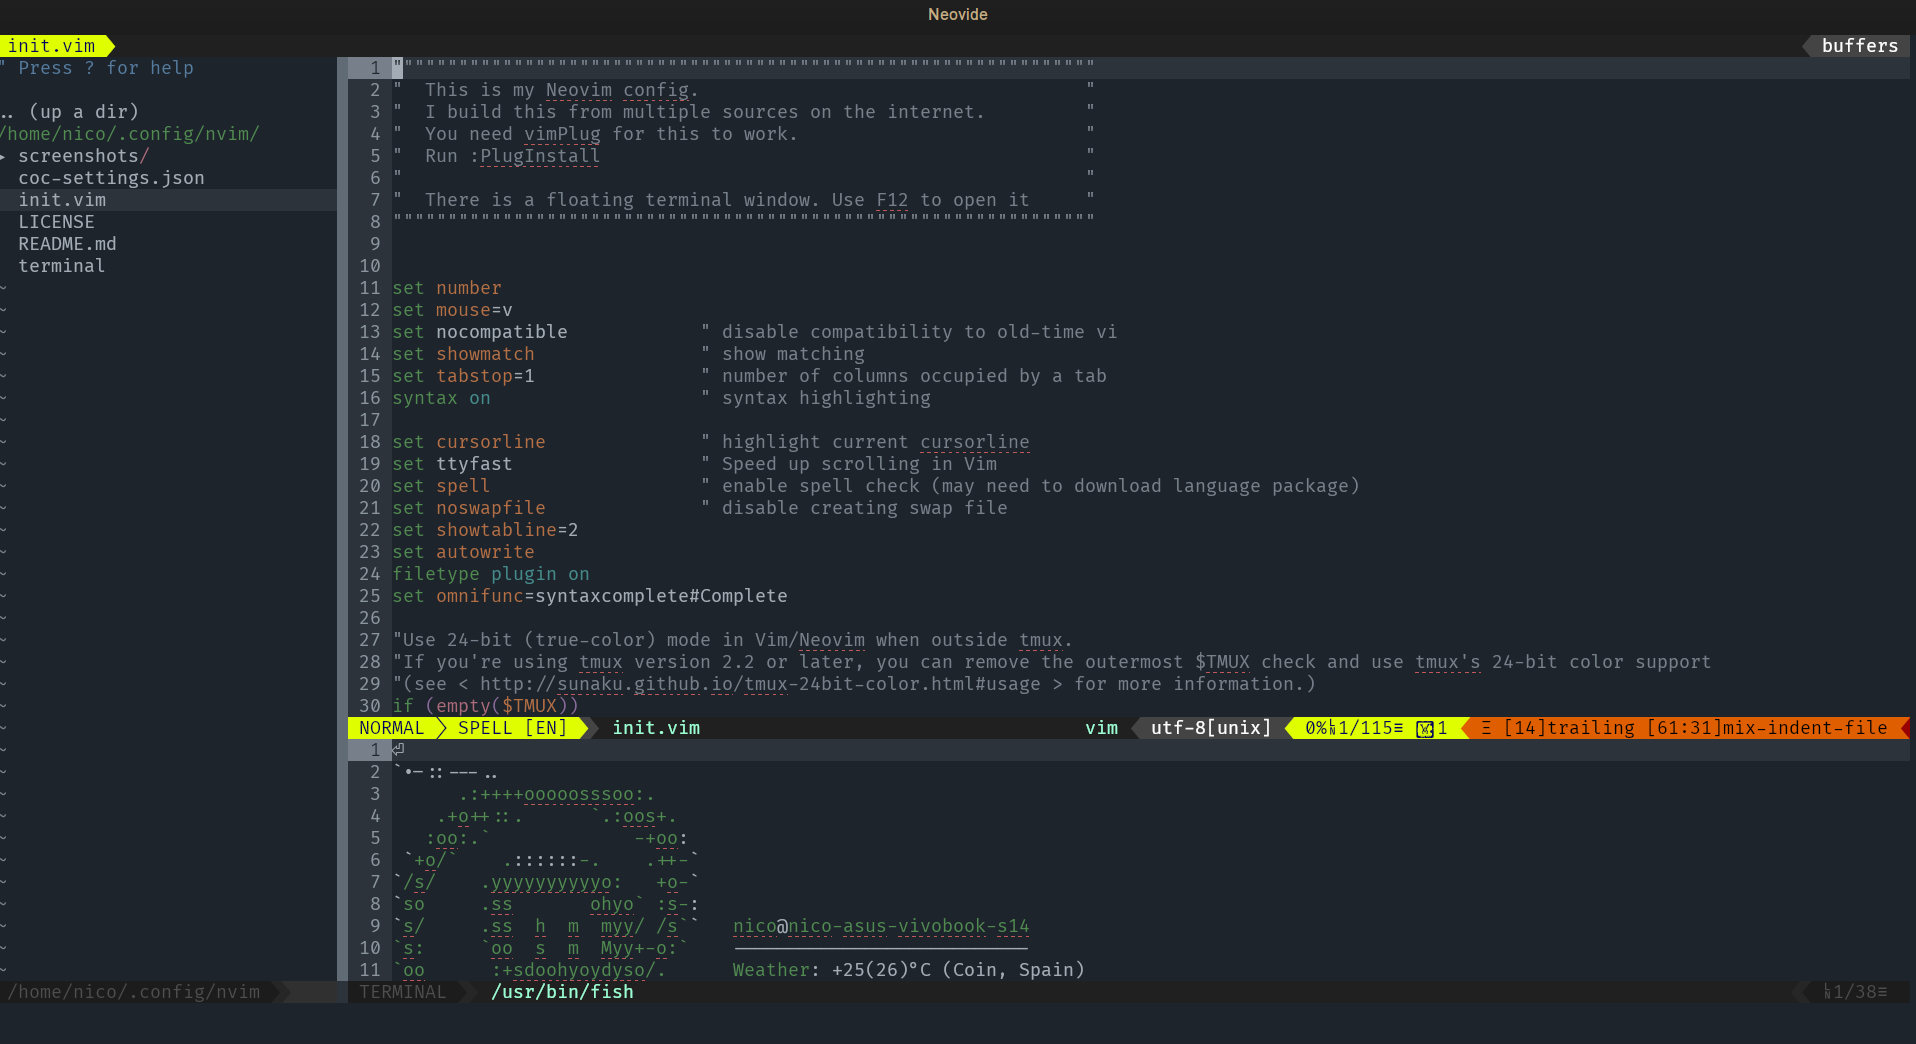 Neovide
init.vim
buffers
" Press ? for help
.. (up a dir)
/home/nico/.config/nvim/
▸ screenshots/
coc-settings.json
init.vim
LICENSE
README.md
terminal
1 """"""""""""""""""""""""""""""""""""""""""""""""""""""""""""""""
2 "  This is my Neovim config.                                   "
3 "  I build this from multiple sources on the internet.         "
4 "  You need vimPlug for this to work.                          "
5 "  Run :PlugInstall                                            "
6 "                                                              "
7 "  There is a floating terminal window. Use F12 to open it     "
8 """"""""""""""""""""""""""""""""""""""""""""""""""""""""""""""""
9
10
11 set number
12 set mouse=v
13 set nocompatible            " disable compatibility to old-time vi
14 set showmatch               " show matching
15 set tabstop=1               " number of columns occupied by a tab
16 syntax on                   " syntax highlighting
17
18 set cursorline              " highlight current cursorline
19 set ttyfast                 " Speed up scrolling in Vim
20 set spell                   " enable spell check (may need to download language package)
21 set noswapfile              " disable creating swap file
22 set showtabline=2
23 set autowrite
24 filetype plugin on
25 set omnifunc=syntaxcomplete#Complete
26
27 "Use 24-bit (true-color) mode in Vim/Neovim when outside tmux.
28 "If you're using tmux version 2.2 or later, you can remove the outermost $TMUX check and use tmux's 24-bit color support
29 "(see < http://sunaku.github.io/tmux-24bit-color.html#usage > for more information.)
30 if (empty($TMUX))
NORMAL SPELL [EN] init.vim vim utf-8[unix] 0% 1/115≡ 1 Ξ [14]trailing [61:31]mix-indent-file
1 ⏎
2 `•—::---..
3       .:++++ooooosssoo:.
4     .+o++::.      `.:oos+.
5    :oo:.`             -+oo:
6  `+o/`    .::::::-.    .++-`
7 `/s/    .yyyyyyyyyyo:   +o-`
8 `so     .ss       ohyo` :s-:
9 `s/     .ss  h  m  myy/ /s``   nico@nico-asus-vivobook-s14
10 `s:     `oo  s  m  Myy+-o:`    ---------------------------
11 `oo      :+sdoohyoydyso/.      Weather: +25(26)°C (Coin, Spain)
/home/nico/.config/nvim TERMINAL /usr/bin/fish 1/38≡